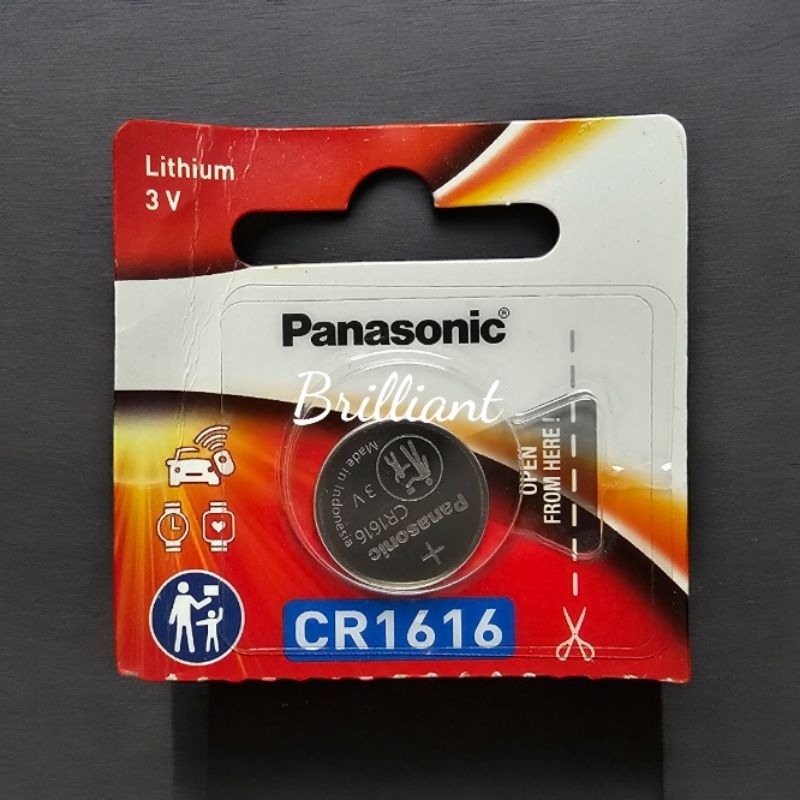 Lithium
3 V
Panasonic®
Brilliant
OPEN
FROM HERE !
Made in Indonesia
3 V
CR1616
Panasonic
+
CR1616